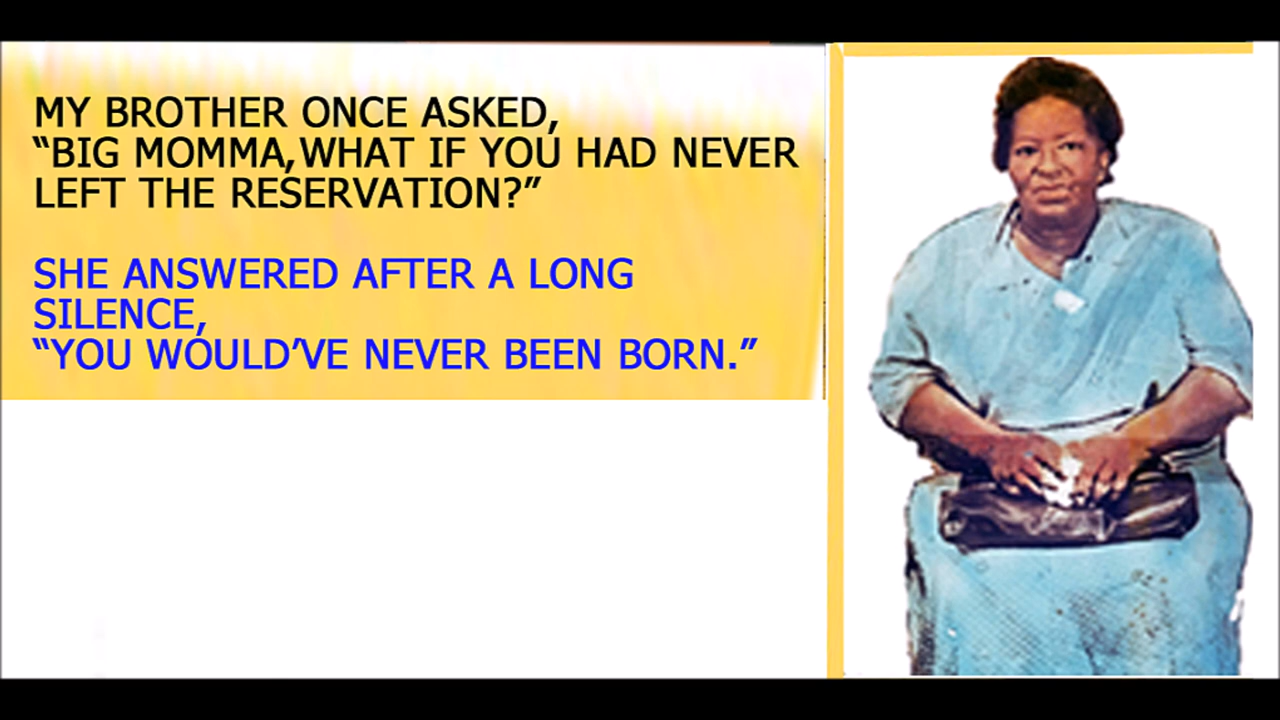 MY BROTHER ONCE ASKED,
“BIG MOMMA,WHAT IF YOU HAD NEVER
LEFT THE RESERVATION?”
SHE ANSWERED AFTER A LONG
SILENCE,
“YOU WOULD’VE NEVER BEEN BORN.”